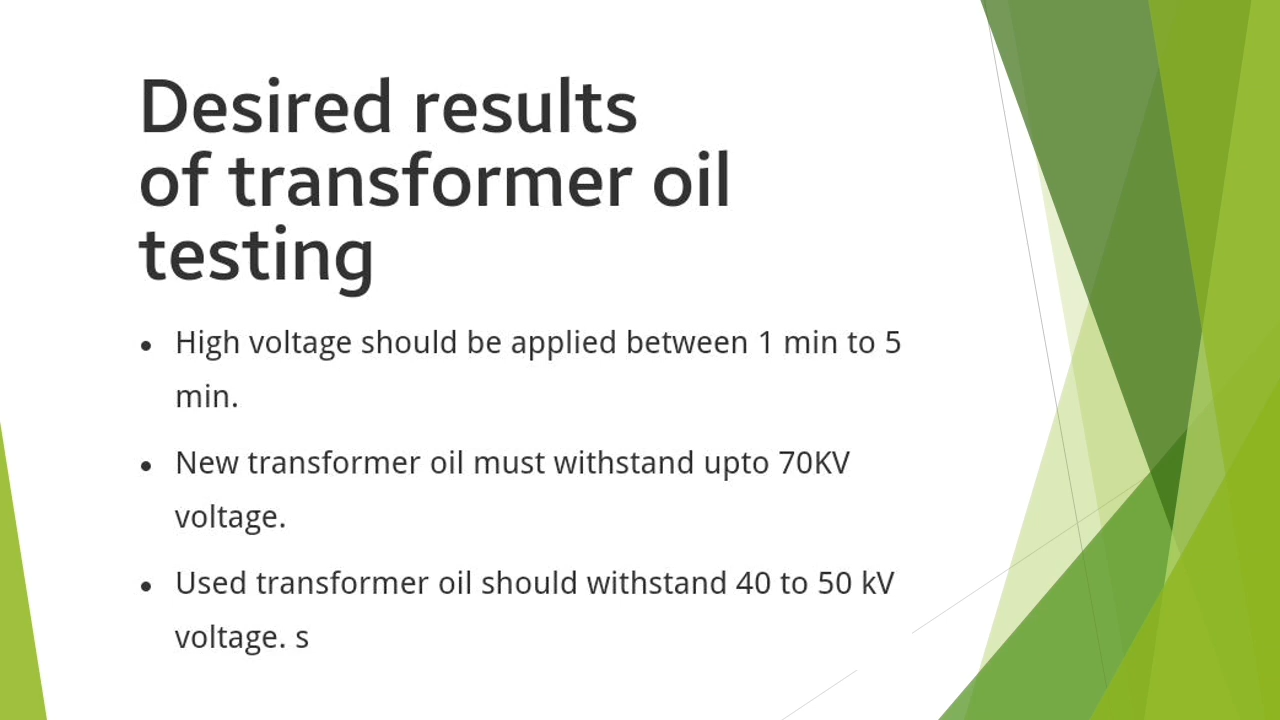 Desired results
of transformer oil
testing
• High voltage should be applied between 1 min to 5
min.
• New transformer oil must withstand upto 70KV
voltage.
• Used transformer oil should withstand 40 to 50 kV
voltage. s